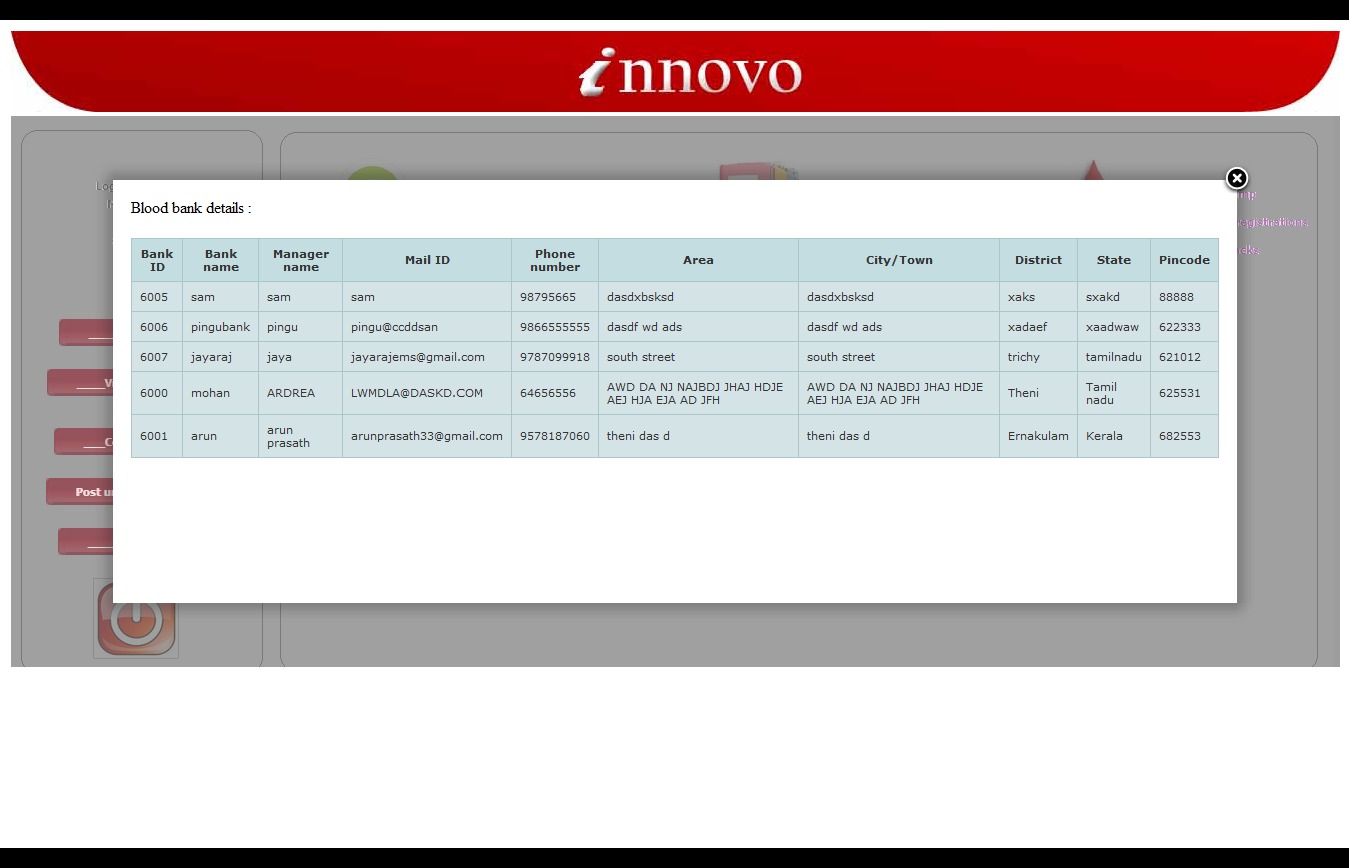 innovo
Blood bank details :
Bank ID Bank name Manager name Mail ID Phone number Area City/Town District State Pincode
6005 sam sam sam 98795665 dasdxbsksd dasdxbsksd xaks sxakd 88888
6006 pingubank pingu pingu@ccddsan 9866555555 dasdf wd ads dasdf wd ads xadaef xaadwaw 622333
6007 jayaraj jaya jayarajems@gmail.com 9787099918 south street south street trichy tamilnadu 621012
6000 mohan ARDREA LWMDLA@DASKD.COM 64656556 AWD DA NJ NAJBDJ JHAJ HDJE AEJ HJA EJA AD JFH AWD DA NJ NAJBDJ JHAJ HDJE AEJ HJA EJA AD JFH Theni Tamil nadu 625531
6001 arun arun prasath arunprasath33@gmail.com 9578187060 theni das d theni das d Ernakulam Kerala 682553
Post